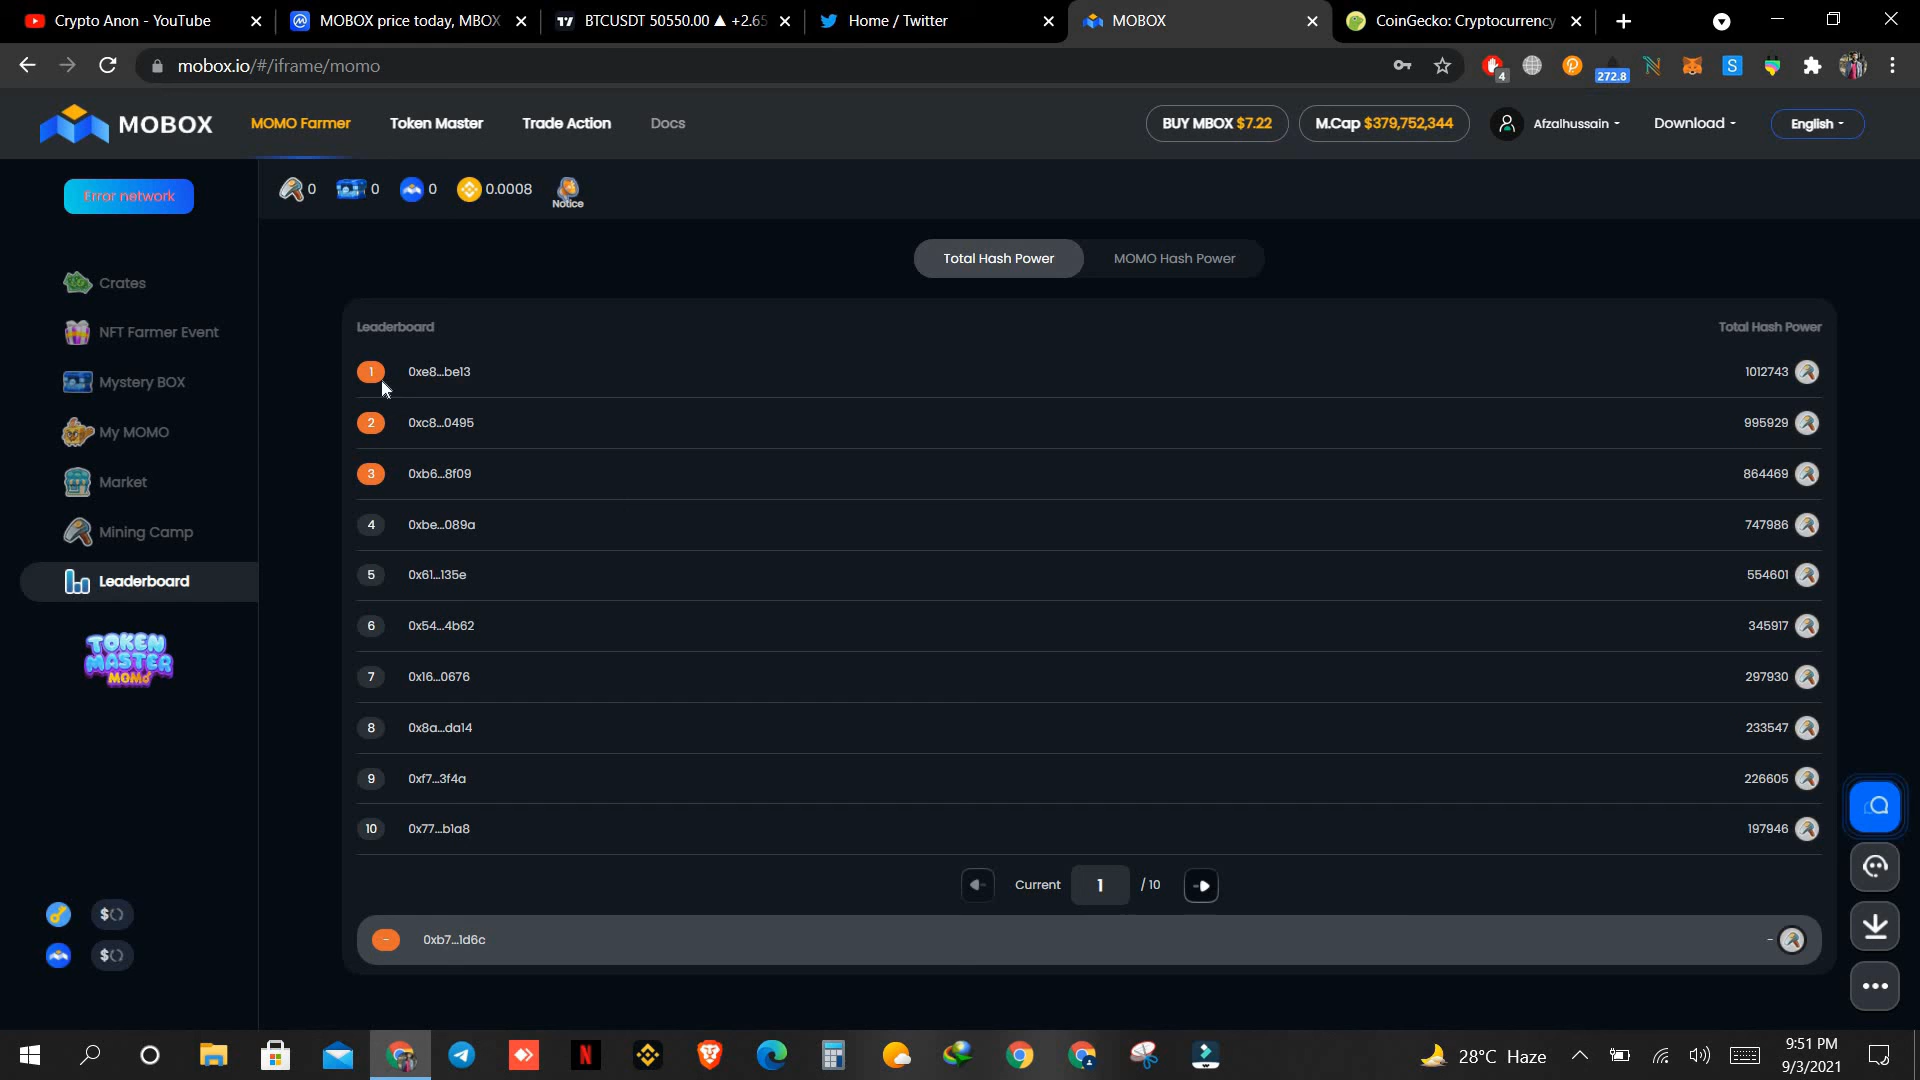 Crypto Anon - YouTube
MOBOX price today, MBOX
BTCUSDT 50550.00 ▲ +2.65
Home / Twitter
MOBOX
CoinGecko: Cryptocurrency
mobox.io/#/iframe/momo
4
272.8
MOBOX
MOMO Farmer
Token Master
Trade Action
Docs
BUY MBOX $7.22
M.Cap $379,752,344
Afzalhussain
Download
English
Error network
0
0
0
0.0008
Notice
Crates
NFT Farmer Event
Mystery BOX
My MOMO
Market
Mining Camp
Leaderboard
TOKEN
MASTER
MOMO
$
$
Total Hash Power
MOMO Hash Power
Leaderboard Total Hash Power
1 0xe8...be13 1012743
2 0xc8...0495 995929
3 0xb6...8f09 864469
4 0xbe...089a 747986
5 0x61...135e 554601
6 0x54...4b62 345917
7 0x16...0676 297930
8 0x8a...da14 233547
9 0xf7...3f4a 226605
10 0x77...b1a8 197946
Current 1 / 10
- 0xb7...1d6c -
28°C Haze
9:51 PM
9/3/2021